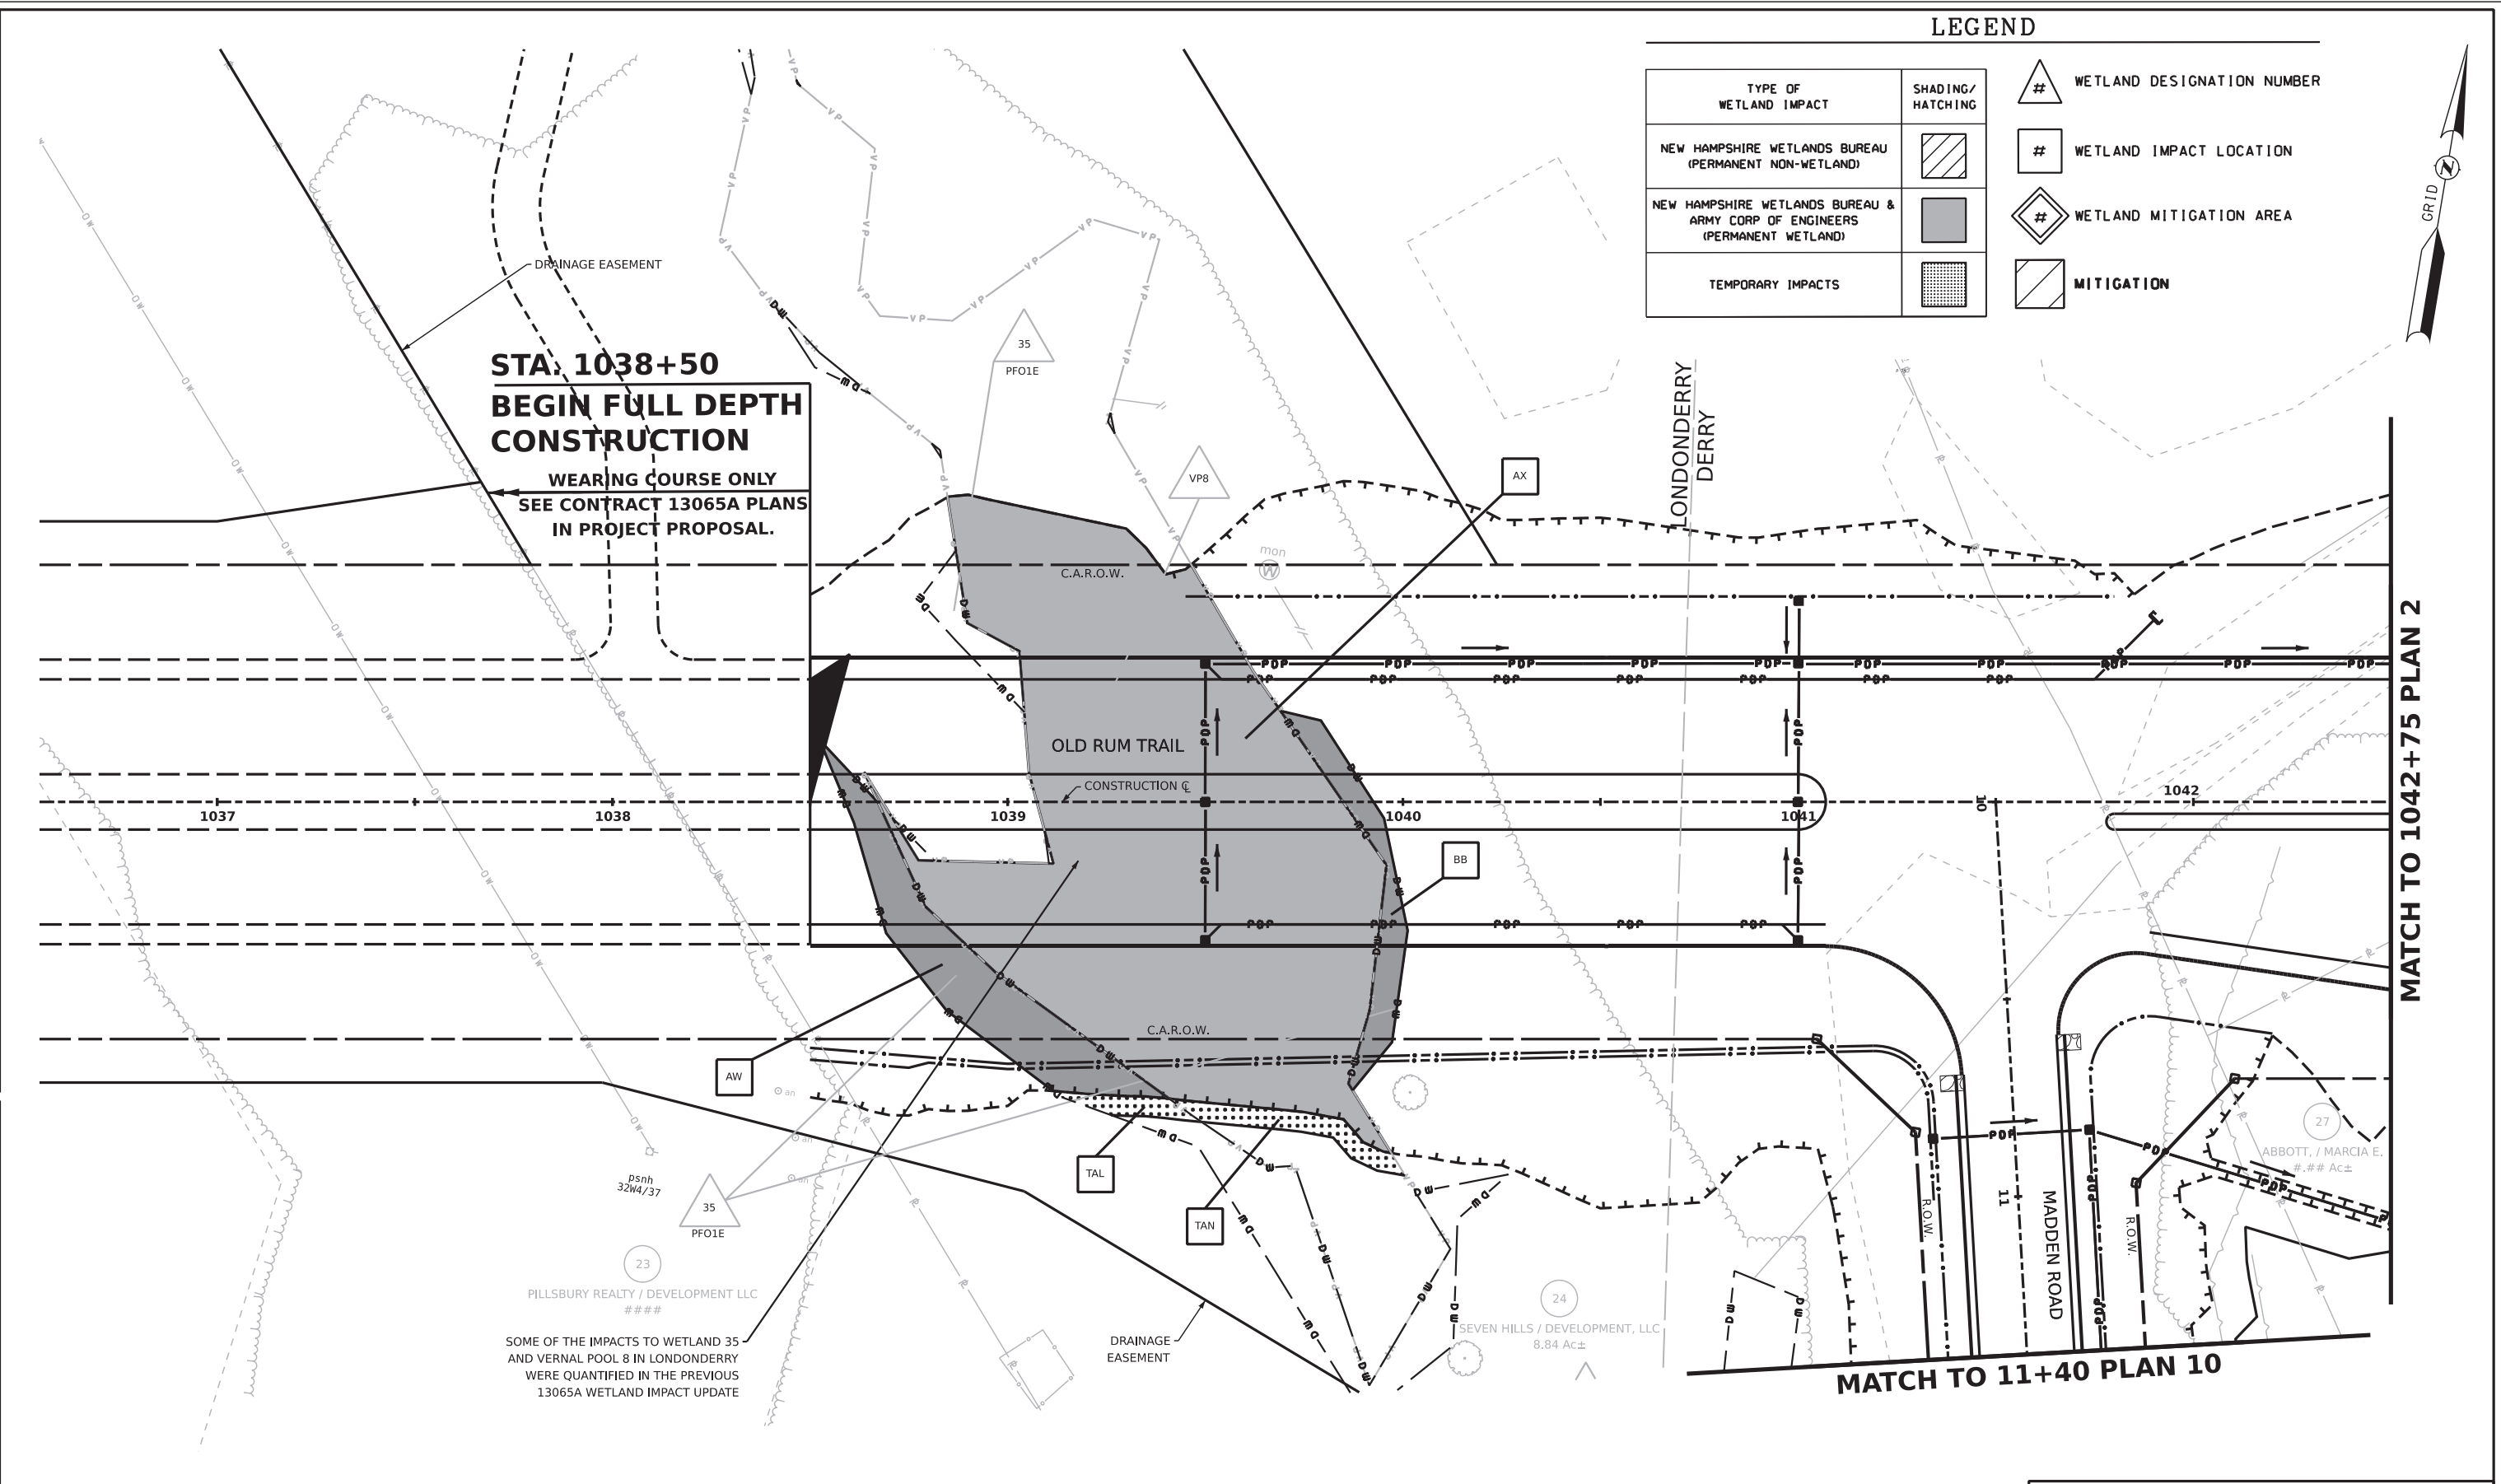 LEGEND
TYPE OF
WETLAND IMPACT
SHADING/
HATCHING
NEW HAMPSHIRE WETLANDS BUREAU
(PERMANENT NON-WETLAND)
NEW HAMPSHIRE WETLANDS BUREAU &
ARMY CORP OF ENGINEERS
(PERMANENT WETLAND)
TEMPORARY IMPACTS
# WETLAND DESIGNATION NUMBER
# WETLAND IMPACT LOCATION
# WETLAND MITIGATION AREA
MITIGATION
GRID
N
DRAINAGE EASEMENT
STA. 1038+50
BEGIN FULL DEPTH
CONSTRUCTION
WEARING COURSE ONLY
SEE CONTRACT 13065A PLANS
IN PROJECT PROPOSAL.
35
PFO1E
VP8
AX
LONDONDERRY
DERRY
mon
W
C.A.R.O.W.
OLD RUM TRAIL
CONSTRUCTION ℄
1037
1038
1039
1040
1041
1042
10
11
BB
C.A.R.O.W.
AW
TAL
TAN
psnh
32W4/37
35
PFO1E
23
PILLSBURY REALTY / DEVELOPMENT LLC
####
SOME OF THE IMPACTS TO WETLAND 35
AND VERNAL POOL 8 IN LONDONDERRY
WERE QUANTIFIED IN THE PREVIOUS
13065A WETLAND IMPACT UPDATE
DRAINAGE
EASEMENT
24
SEVEN HILLS / DEVELOPMENT, LLC
8.84 Ac±
27
ABBOTT, / MARCIA E.
#.## Ac±
R.O.W.
MADDEN ROAD
R.O.W.
MATCH TO 1042+75 PLAN 2
MATCH TO 11+40 PLAN 10